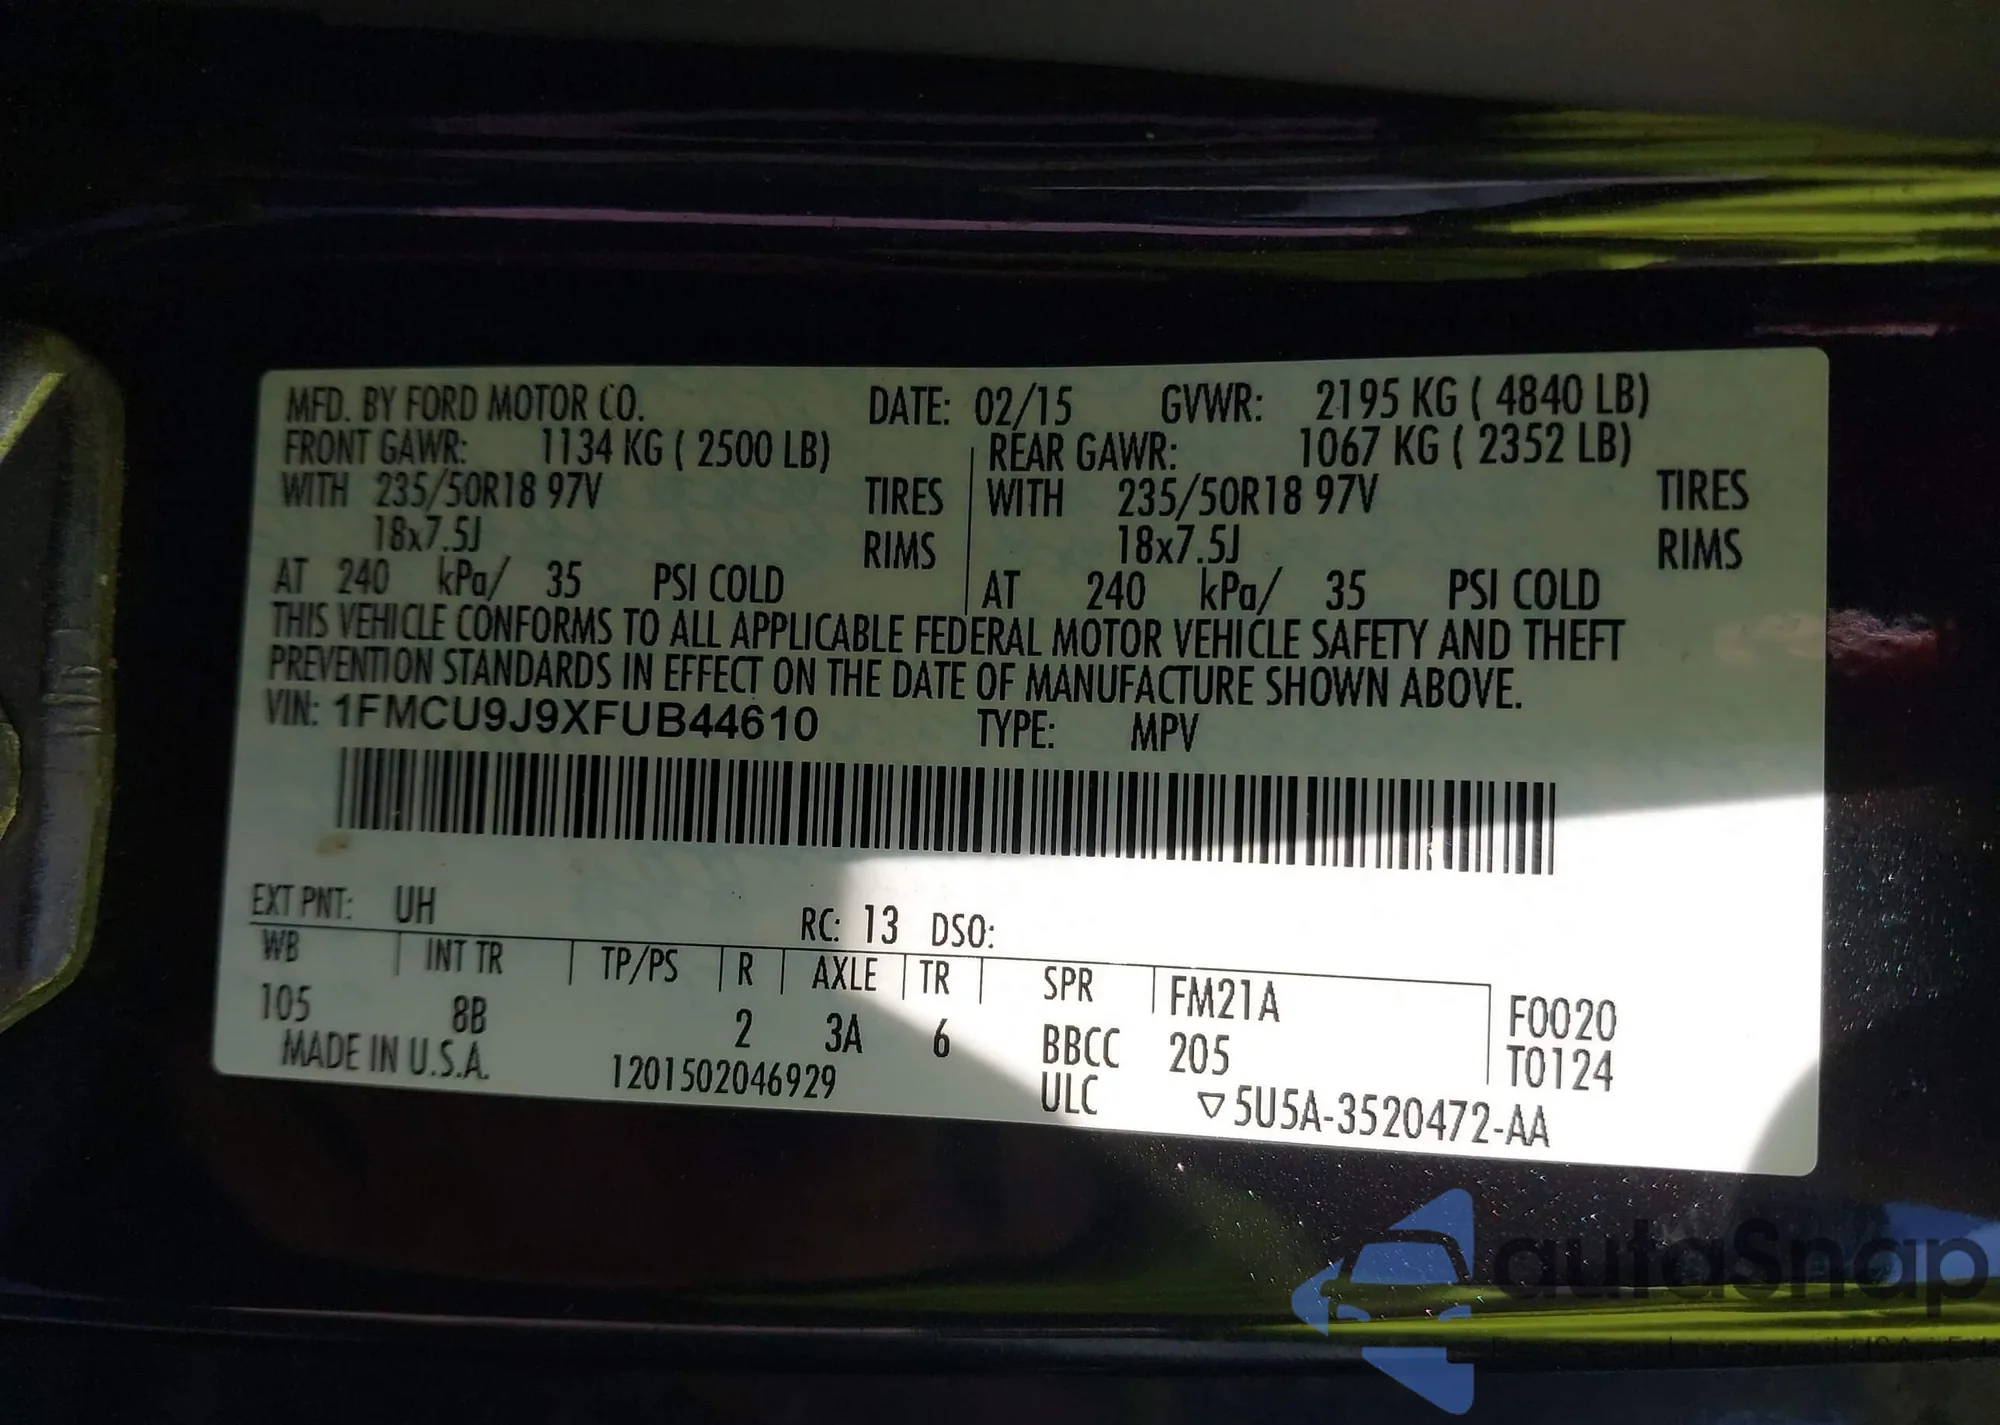 MFD. BY FORD MOTOR CO. DATE: 02/15 GVWR: 2195 KG ( 4840 LB)
FRONT GAWR: 1134 KG ( 2500 LB) REAR GAWR: 1067 KG ( 2352 LB)
WITH 235/50R18 97V TIRES WITH 235/50R18 97V TIRES
18x7.5J RIMS 18x7.5J RIMS
AT 240 kPa/ 35 PSI COLD AT 240 kPa/ 35 PSI COLD
THIS VEHICLE CONFORMS TO ALL APPLICABLE FEDERAL MOTOR VEHICLE SAFETY AND THEFT
PREVENTION STANDARDS IN EFFECT ON THE DATE OF MANUFACTURE SHOWN ABOVE.
VIN: 1FMCU9J9XFUB44610 TYPE: MPV
EXT PNT: UH RC: 13 DSO:
WB INT TR TP/PS R AXLE TR SPR FM21A F0020
105 8B 2 3A 6 BBCC 205 T0124
MADE IN U.S.A. 1201502046929 ULC ▽5U5A-3520472-AA
autaSnap